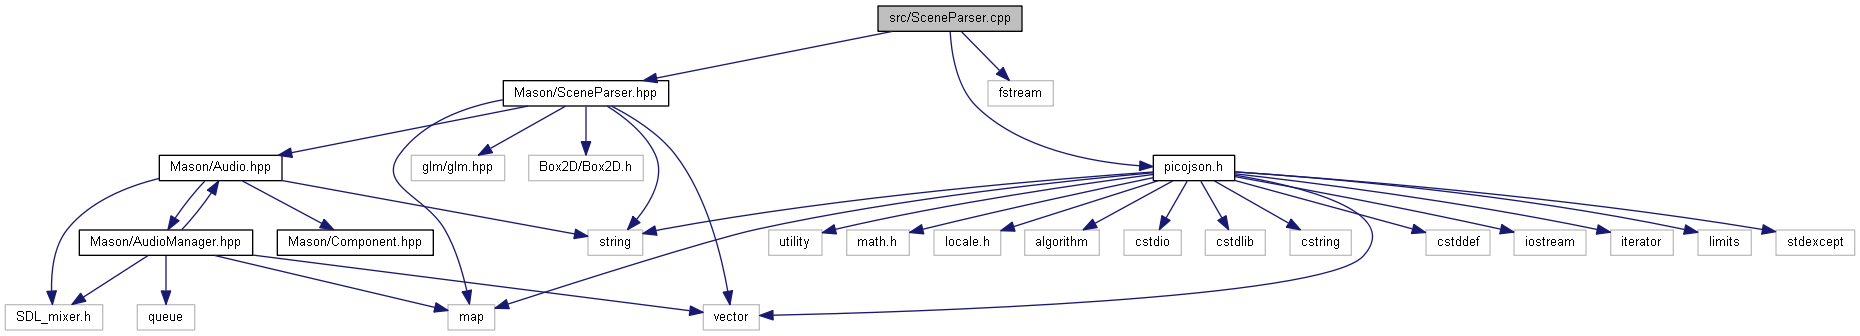 src/SceneParser.cpp
Mason/SceneParser.hpp
fstream
Mason/Audio.hpp
glm/glm.hpp
Box2D/Box2D.h
picojson.h
Mason/AudioManager.hpp
Mason/Component.hpp
string
utility
math.h
locale.h
algorithm
cstdio
cstdlib
cstring
cstddef
iostream
iterator
limits
stdexcept
SDL_mixer.h
queue
map
vector